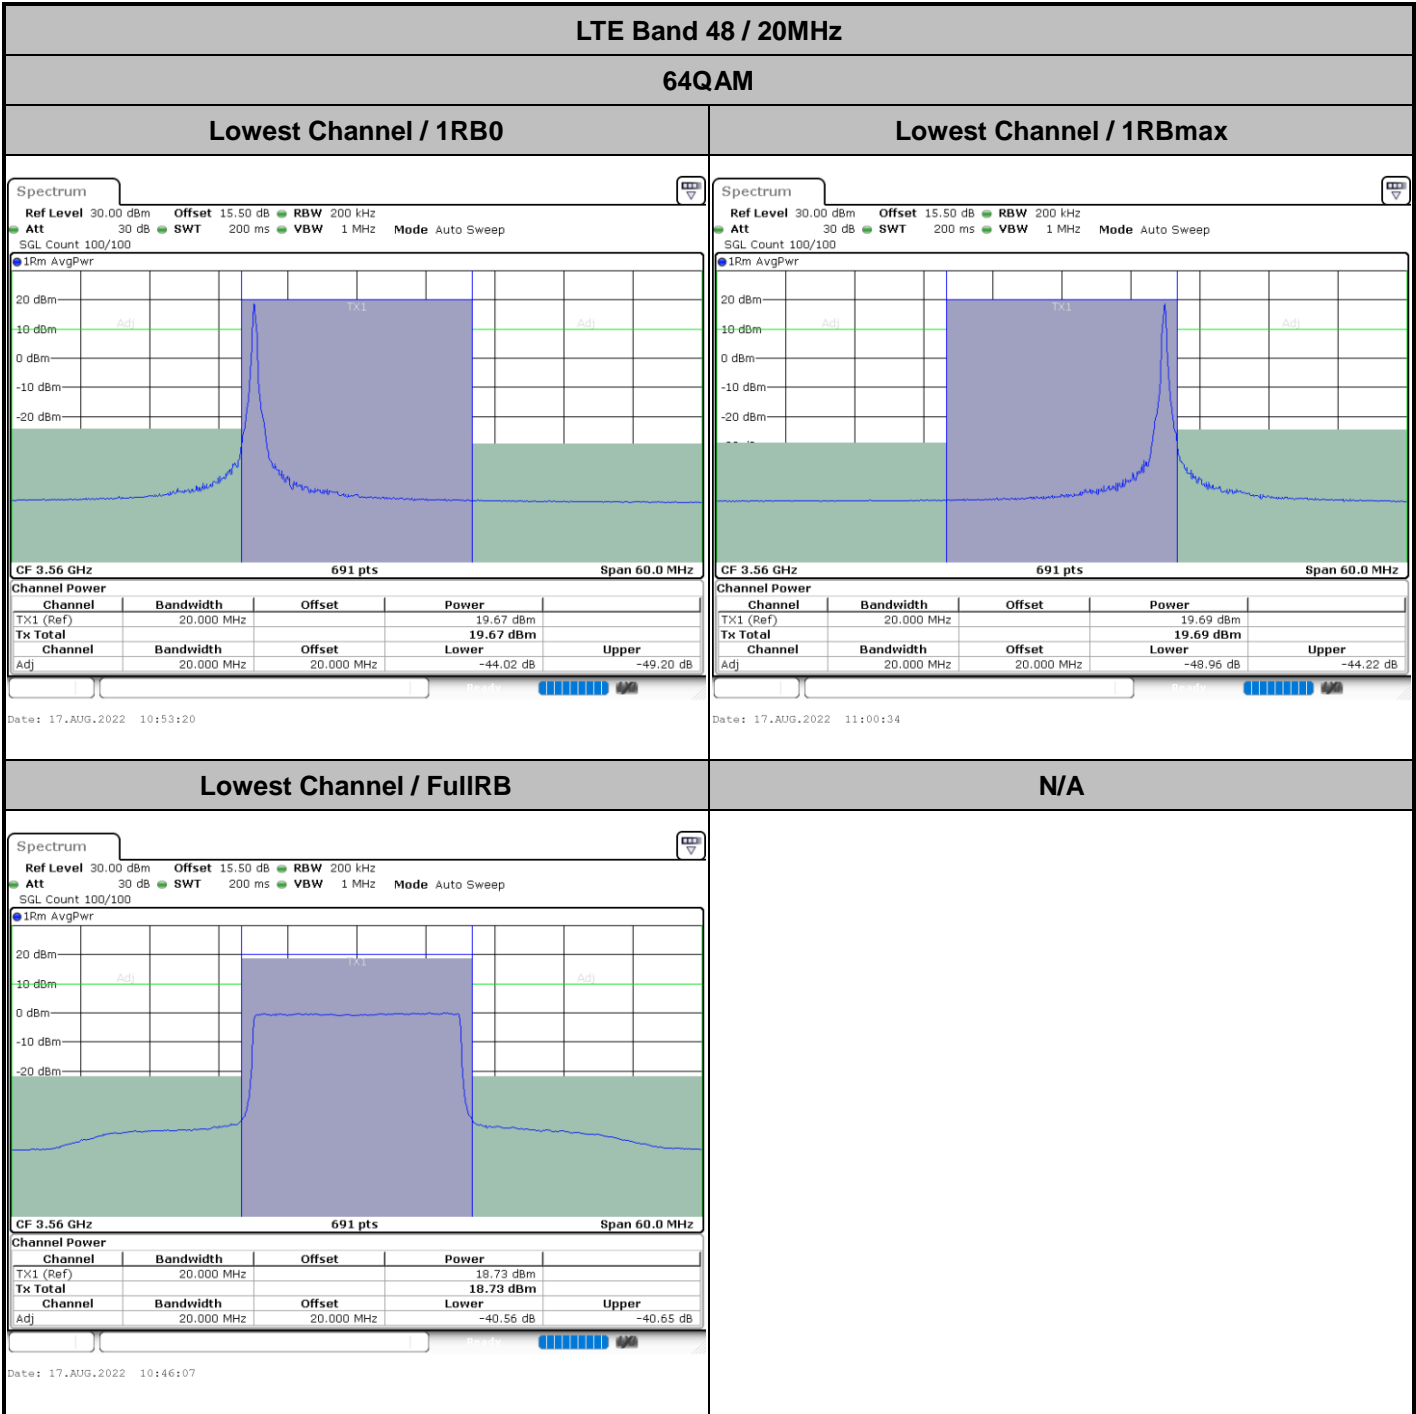 LTE Band 48 / 20MHz
64QAM
Lowest Channel / 1RB0
Spectrum
Ref Level 30.00 dBm Offset 15.50 dB RBW 200 kHz
Att 30 dB SWT 200 ms VBW 1 MHz Mode Auto Sweep
SGL Count 100/100
1Rm AvgPwr
TX1
20 dBm
Adj Adj
10 dBm
0 dBm
-10 dBm
-20 dBm
CF 3.56 GHz 691 pts Span 60.0 MHz
Channel Power
Channel Bandwidth Offset Power
TX1 (Ref) 20.000 MHz 19.67 dBm
Tx Total 19.67 dBm
Channel Bandwidth Offset Lower Upper
Adj 20.000 MHz 20.000 MHz -44.02 dB -49.20 dB
Ready
Date: 17.AUG.2022 10:53:20
Lowest Channel / 1RBmax
Spectrum
Ref Level 30.00 dBm Offset 15.50 dB RBW 200 kHz
Att 30 dB SWT 200 ms VBW 1 MHz Mode Auto Sweep
SGL Count 100/100
1Rm AvgPwr
TX1
20 dBm
Adj Adj
10 dBm
0 dBm
-10 dBm
-20 dBm
CF 3.56 GHz 691 pts Span 60.0 MHz
Channel Power
Channel Bandwidth Offset Power
TX1 (Ref) 20.000 MHz 19.69 dBm
Tx Total 19.69 dBm
Channel Bandwidth Offset Lower Upper
Adj 20.000 MHz 20.000 MHz -48.96 dB -44.22 dB
Ready
Date: 17.AUG.2022 11:00:34
Lowest Channel / FullRB
Spectrum
Ref Level 30.00 dBm Offset 15.50 dB RBW 200 kHz
Att 30 dB SWT 200 ms VBW 1 MHz Mode Auto Sweep
SGL Count 100/100
1Rm AvgPwr
20 dBm
TX1
Adj Adj
10 dBm
0 dBm
-10 dBm
-20 dBm
CF 3.56 GHz 691 pts Span 60.0 MHz
Channel Power
Channel Bandwidth Offset Power
TX1 (Ref) 20.000 MHz 18.73 dBm
Tx Total 18.73 dBm
Channel Bandwidth Offset Lower Upper
Adj 20.000 MHz 20.000 MHz -40.56 dB -40.65 dB
Ready
Date: 17.AUG.2022 10:46:07
N/A